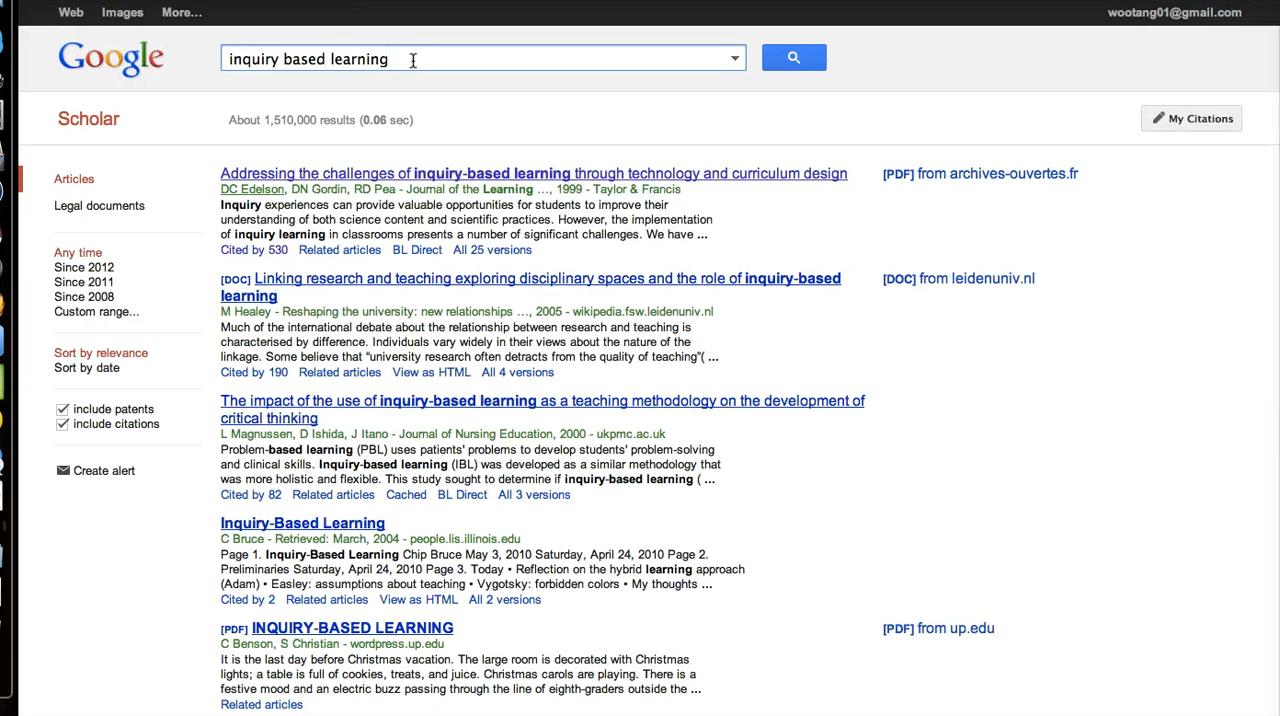 Web Images More... wootang01@gmail.com
Google inquiry based learning
Scholar About 1,510,000 results (0.06 sec) My Citations
Articles
Legal documents
Any time
Since 2012
Since 2011
Since 2008
Custom range...
Sort by relevance
Sort by date
include patents
include citations
Create alert
Addressing the challenges of inquiry-based learning through technology and curriculum design
[PDF] from archives-ouvertes.fr
DC Edelson, DN Gordin, RD Pea - Journal of the Learning ..., 1999 - Taylor & Francis
Inquiry experiences can provide valuable opportunities for students to improve their
understanding of both science content and scientific practices. However, the implementation
of inquiry learning in classrooms presents a number of significant challenges. We have ...
Cited by 530 Related articles BL Direct All 25 versions
[DOC] Linking research and teaching exploring disciplinary spaces and the role of inquiry-based
learning
[DOC] from leidenuniv.nl
M Healey - Reshaping the university: new relationships ..., 2005 - wikipedia.fsw.leidenuniv.nl
Much of the international debate about the relationship between research and teaching is
characterised by difference. Individuals vary widely in their views about the nature of the
linkage. Some believe that “university research often detracts from the quality of teaching”( ...
Cited by 190 Related articles View as HTML All 4 versions
The impact of the use of inquiry-based learning as a teaching methodology on the development of
critical thinking
L Magnussen, D Ishida, J Itano - Journal of Nursing Education, 2000 - ukpmc.ac.uk
Problem-based learning (PBL) uses patients' problems to develop students' problem-solving
and clinical skills. Inquiry-based learning (IBL) was developed as a similar methodology that
was more holistic and flexible. This study sought to determine if inquiry-based learning ( ...
Cited by 82 Related articles Cached BL Direct All 3 versions
Inquiry-Based Learning
C Bruce - Retrieved: March, 2004 - people.lis.illinois.edu
Page 1. Inquiry-Based Learning Chip Bruce May 3, 2010 Saturday, April 24, 2010 Page 2.
Preliminaries Saturday, April 24, 2010 Page 3. Today • Reflection on the hybrid learning approach
(Adam) • Easley: assumptions about teaching • Vygotsky: forbidden colors • My thoughts ...
Cited by 2 Related articles View as HTML All 2 versions
[PDF] INQUIRY-BASED LEARNING
[PDF] from up.edu
C Benson, S Christian - wordpress.up.edu
It is the last day before Christmas vacation. The large room is decorated with Christmas
lights; a table is full of cookies, treats, and juice. Christmas carols are playing. There is a
festive mood and an electric buzz passing through the line of eighth-graders outside the ...
Related articles